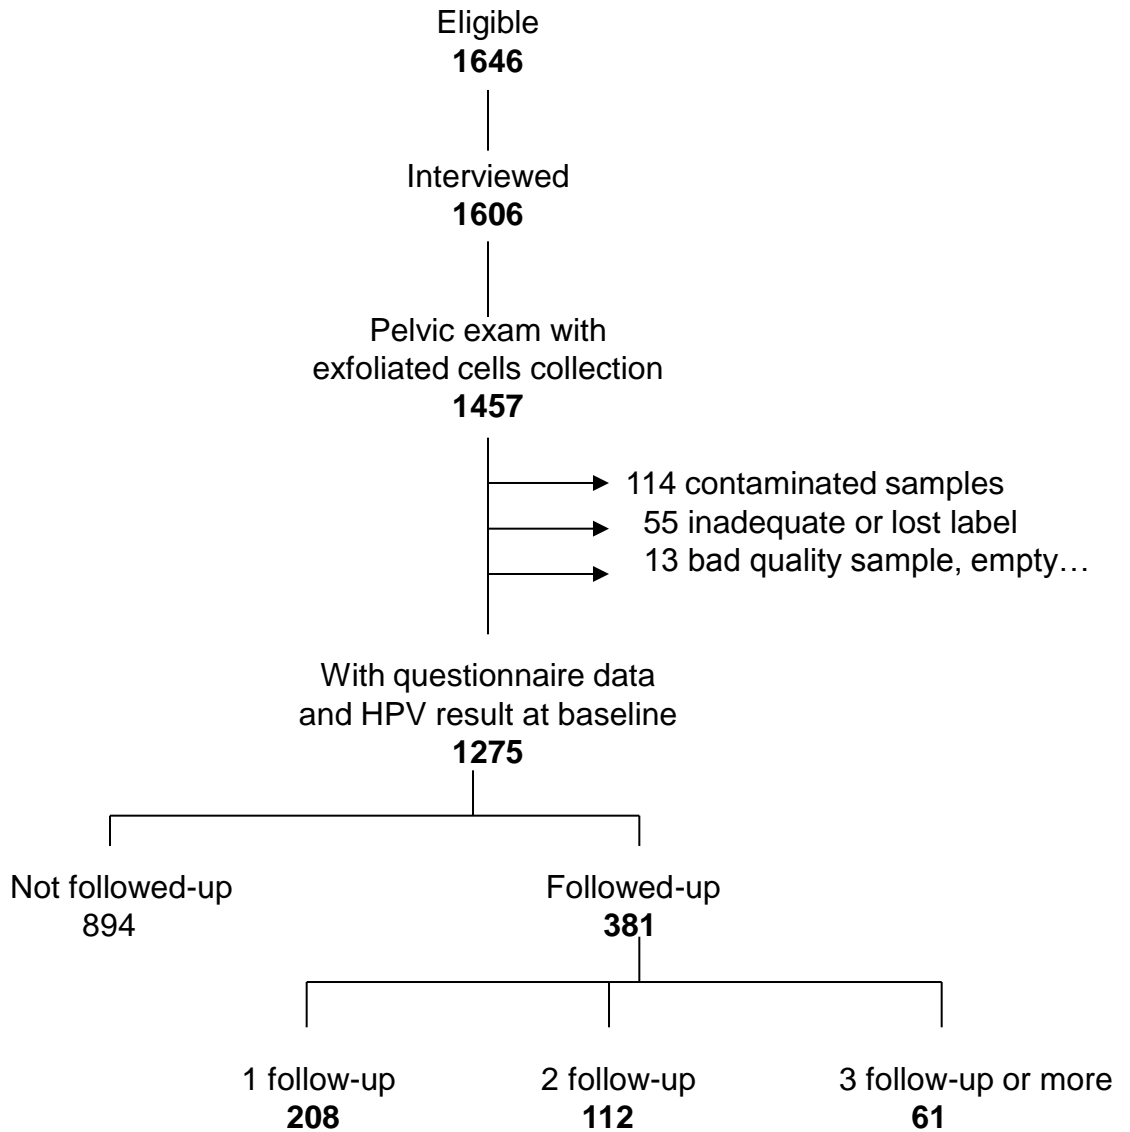 Eligible
1646
Interviewed
1606
Pelvic exam with
exfoliated cells collection
1457
114 contaminated samples
55 inadequate or lost label
13 bad quality sample, empty…
With questionnaire data
and HPV result at baseline
1275
Not followed-up
894
Followed-up
381
1 follow-up
208
2 follow-up
112
3 follow-up or more
61